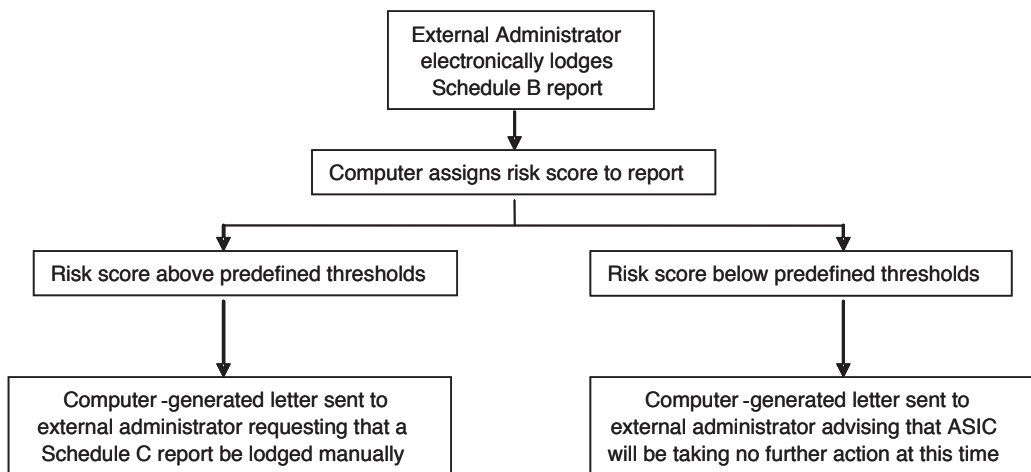 External Administrator
electronically lodges
Schedule B report
Computer assigns risk score to report
Risk score above predefined thresholds
Risk score below predefined thresholds
Computer -generated letter sent to
external administrator requesting that a
Schedule C report be lodged manually
Computer -generated letter sent to
external administrator advising that ASIC
will be taking no further action at this time